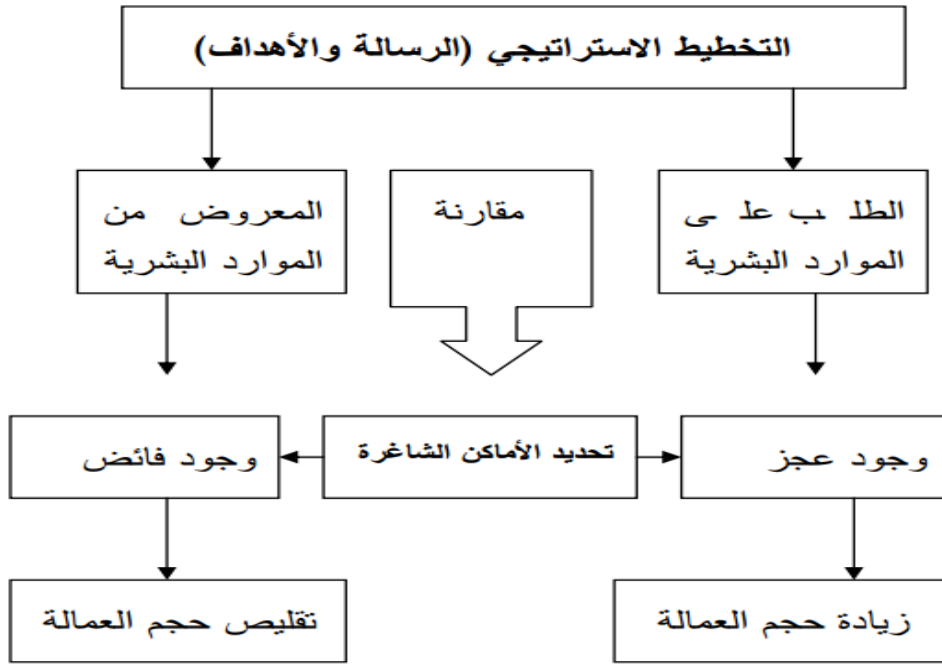 التخطيط الاستراتيجي (الرسالة والأهداف)
الطلب على
الموارد البشرية
مقارنة
المعروض من
الموارد البشرية
وجود عجز
تحديد الأماكن الشاغرة
وجود فائض
زيادة حجم العمالة
تقليص حجم العمالة